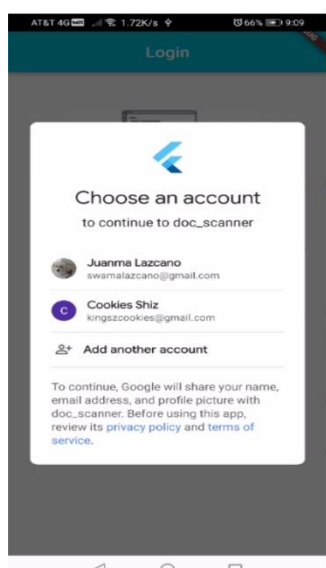 AT&T 4G HD 1.72K/s 66% 9:09
Login
Choose an account
to continue to doc_scanner
Juanma Lazcano
swamalazcano@gmail.com
C Cookies Shiz
kingszcookies@gmail.com
Add another account
To continue, Google will share your name,
email address, and profile picture with
doc_scanner. Before using this app,
review its privacy policy and terms of
service.